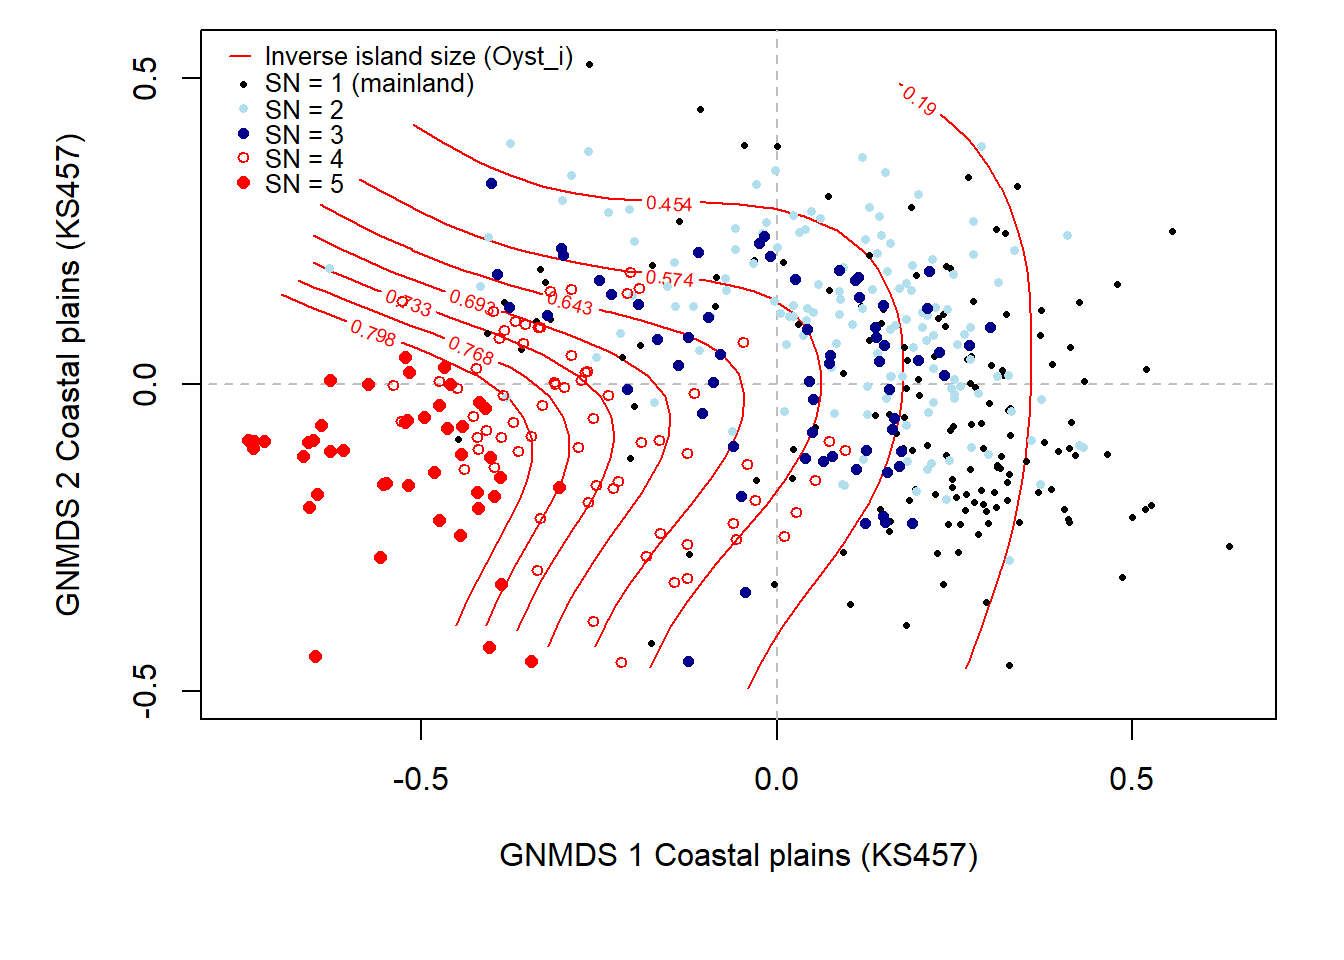 Inverse island size (Oyst_i)
SN = 1 (mainland)
SN = 2
SN = 3
SN = 4
SN = 5
-0.19
0.454
0.574
0.643
0.693
0.733
0.768
0.798
0.5
0.0
-0.5
GNMDS 2 Coastal plains (KS457)
-0.5
0.0
0.5
GNMDS 1 Coastal plains (KS457)